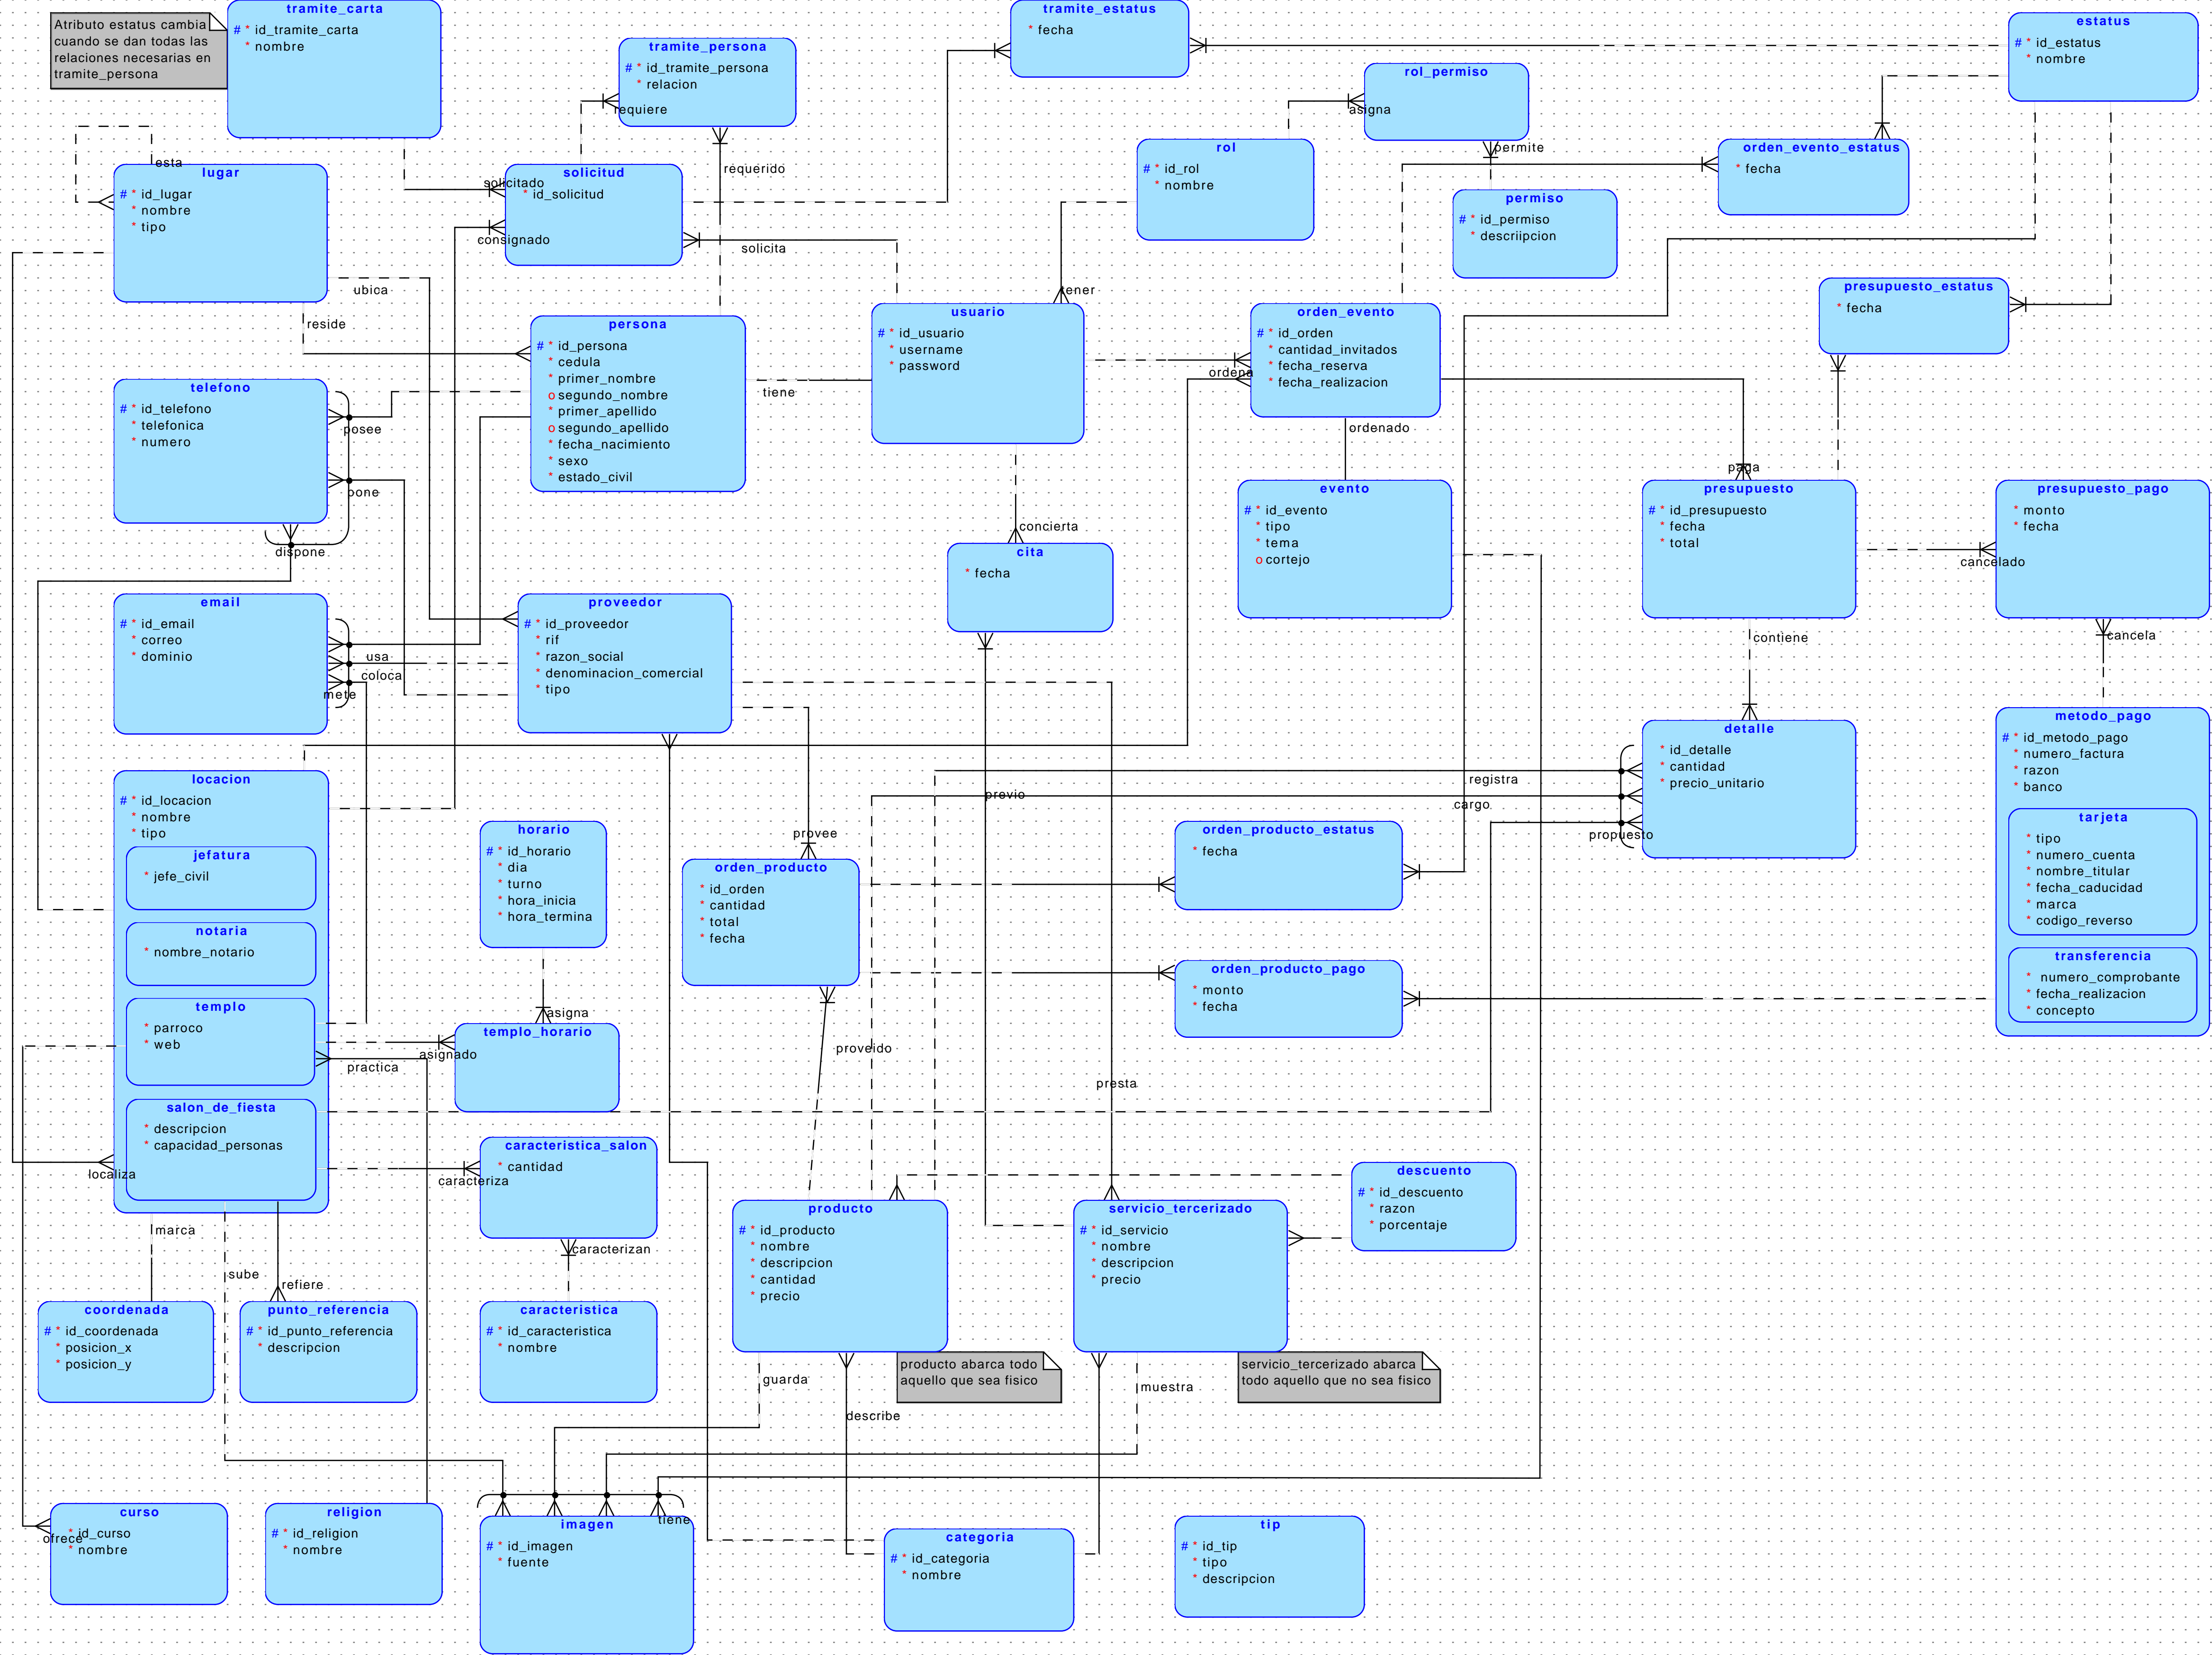 Atributo estatus cambia
cuando se dan todas las
relaciones necesarias en
tramite_persona
tramite_carta
# * id_tramite_carta
* nombre
tramite_persona
# * id_tramite_persona
* relacion
requiere
tramite_estatus
* fecha
estatus
# * id_estatus
* nombre
rol_permiso
asigna
permite
rol
# * id_rol
* nombre
orden_evento_estatus
* fecha
permiso
# * id_permiso
* descriipcion
esta
lugar
# * id_lugar
* nombre
* tipo
solicitud
* id_solicitud
solicitado
consignado
requerido
solicita
tener
ubica
reside
persona
# * id_persona
* cedula
* primer_nombre
o segundo_nombre
* primer_apellido
o segundo_apellido
* fecha_nacimiento
* sexo
* estado_civil
tiene
usuario
# * id_usuario
* username
* password
orden_evento
# * id_orden
* cantidad_invitados
* fecha_reserva
* fecha_realizacion
ordena
ordenado
presupuesto_estatus
* fecha
telefono
# * id_telefono
* telefonica
* numero
posee
pone
dispone
concierta
cita
* fecha
evento
# * id_evento
* tipo
* tema
o cortejo
paga
presupuesto
# * id_presupuesto
* fecha
* total
presupuesto_pago
* monto
* fecha
cancelado
contiene
cancela
email
# * id_email
* correo
* dominio
usa
coloca
mete
proveedor
# * id_proveedor
* rif
* razon_social
* denominacion_comercial
* tipo
detalle
* id_detalle
* cantidad
* precio_unitario
registra
previo
cargo
propuesto
metodo_pago
# * id_metodo_pago
* numero_factura
* razon
* banco
tarjeta
* tipo
* numero_cuenta
* nombre_titular
* fecha_caducidad
* marca
* codigo_reverso
transferencia
* numero_comprobante
* fecha_realizacion
* concepto
locacion
# * id_locacion
* nombre
* tipo
jefatura
* jefe_civil
notaria
* nombre_notario
templo
* parroco
* web
salon_de_fiesta
* descripcion
* capacidad_personas
horario
# * id_horario
* dia
* turno
* hora_inicia
* hora_termina
provee
orden_producto
* id_orden
* cantidad
* total
* fecha
orden_producto_estatus
* fecha
orden_producto_pago
* monto
* fecha
asigna
templo_horario
asignado
practica
proveido
presta
localiza
caracteristica_salon
* cantidad
caracteriza
caracterizan
marca
sube
refiere
coordenada
# * id_coordenada
* posicion_x
* posicion_y
punto_referencia
# * id_punto_referencia
* descripcion
caracteristica
# * id_caracteristica
* nombre
producto
# * id_producto
* nombre
* descripcion
* cantidad
* precio
servicio_tercerizado
# * id_servicio
* nombre
* descripcion
* precio
descuento
# * id_descuento
* razon
* porcentaje
producto abarca todo
aquello que sea fisico
servicio_tercerizado abarca
todo aquello que no sea fisico
guarda
muestra
describe
curso
* id_curso
* nombre
ofrece
religion
# * id_religion
* nombre
tiene
imagen
# * id_imagen
* fuente
categoria
# * id_categoria
* nombre
tip
# * id_tip
* tipo
* descripcion